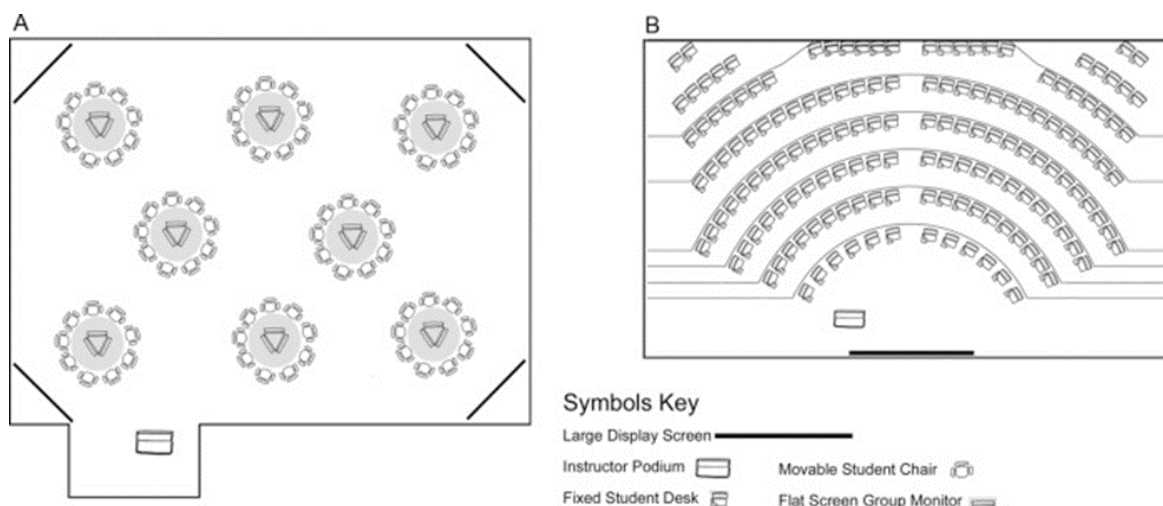 A
B
Symbols Key
Large Display Screen
Instructor Podium
Movable Student Chair
Fixed Student Desk
Flat Screen Group Monitor